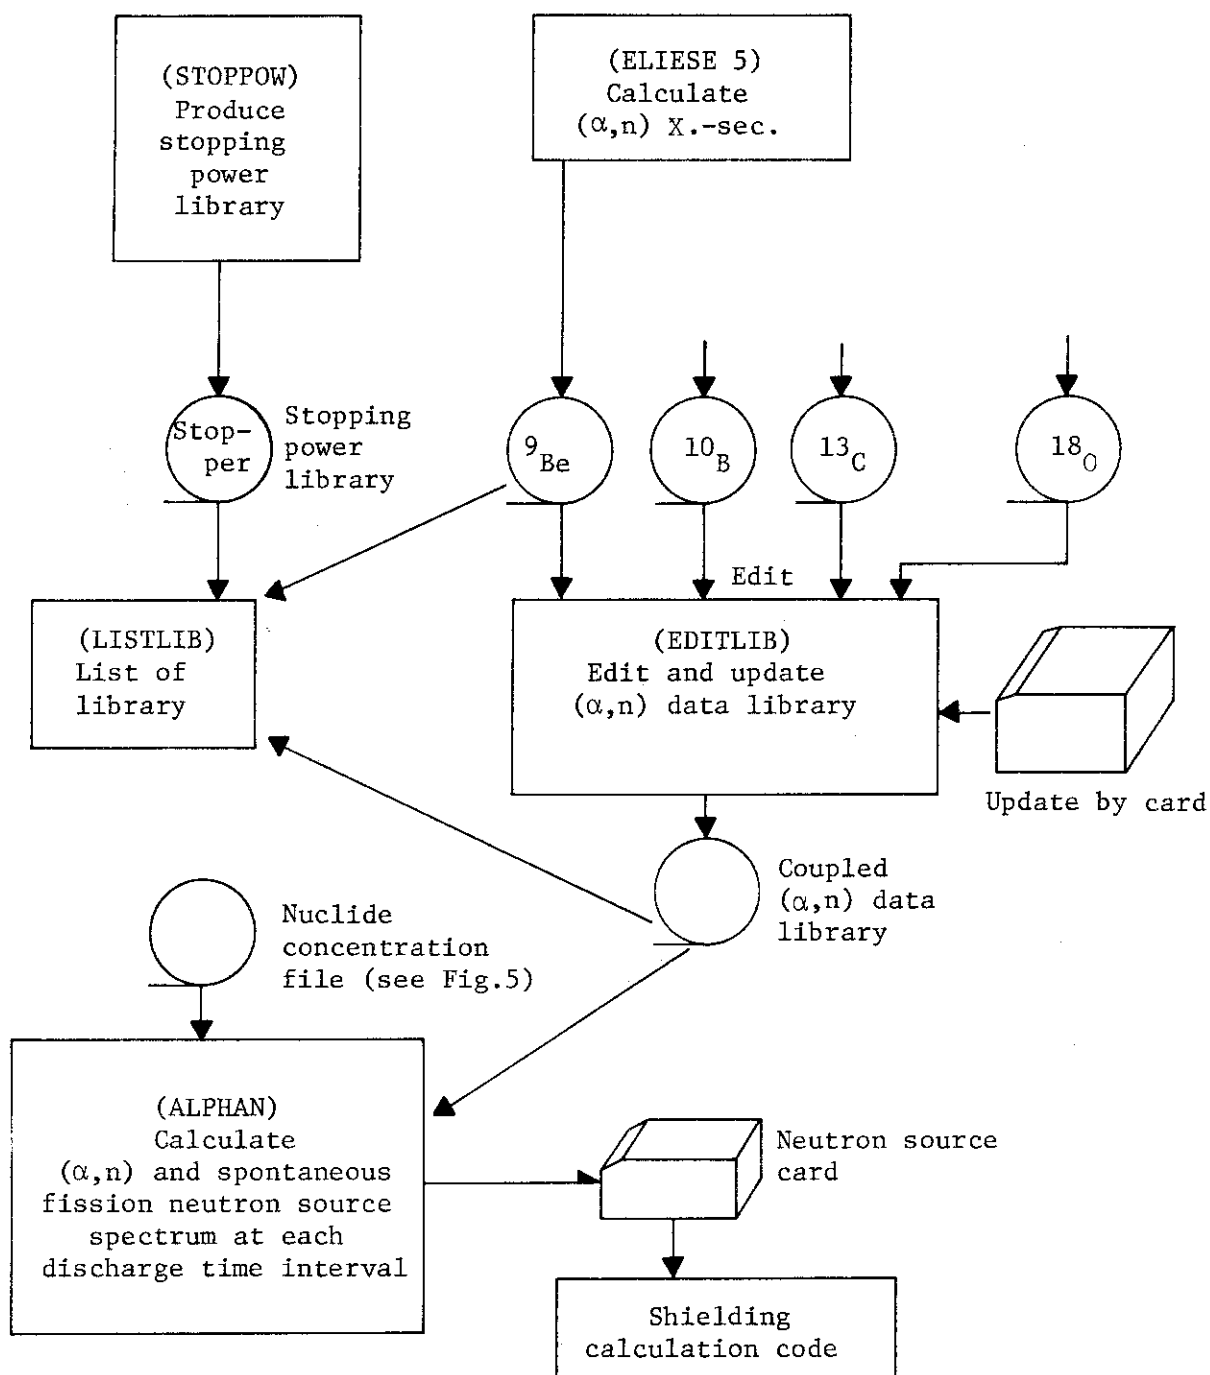 (STOPPOW)
Produce
stopping
power
library
(ELIESE 5)
Calculate
(α,n) X.-sec.
Stop-
per
Stopping
power
library
9Be
10B
13C
18O
Edit
(LISTLIB)
List of
library
(EDITLIB)
Edit and update
(α,n) data library
Update by card
Coupled
(α,n) data
library
Nuclide
concentration
file (see Fig.5)
(ALPHAN)
Calculate
(α,n) and spontaneous
fission neutron source
spectrum at each
discharge time interval
Neutron source
card
Shielding
calculation code